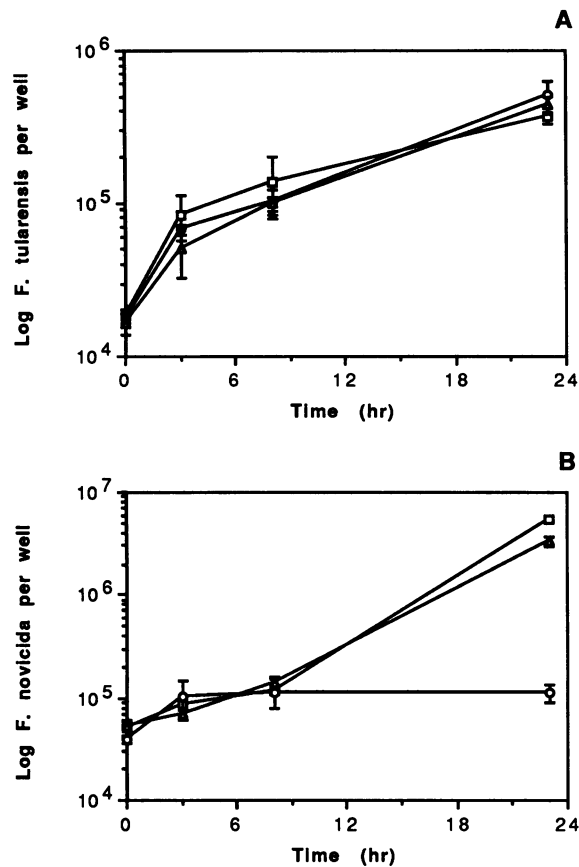 A
10^6
10^5
10^4
Log F. tularensis per well
0 6 12 18 24
Time (hr)
B
10^7
10^6
10^5
10^4
Log F. novicida per well
0 6 12 18 24
Time (hr)